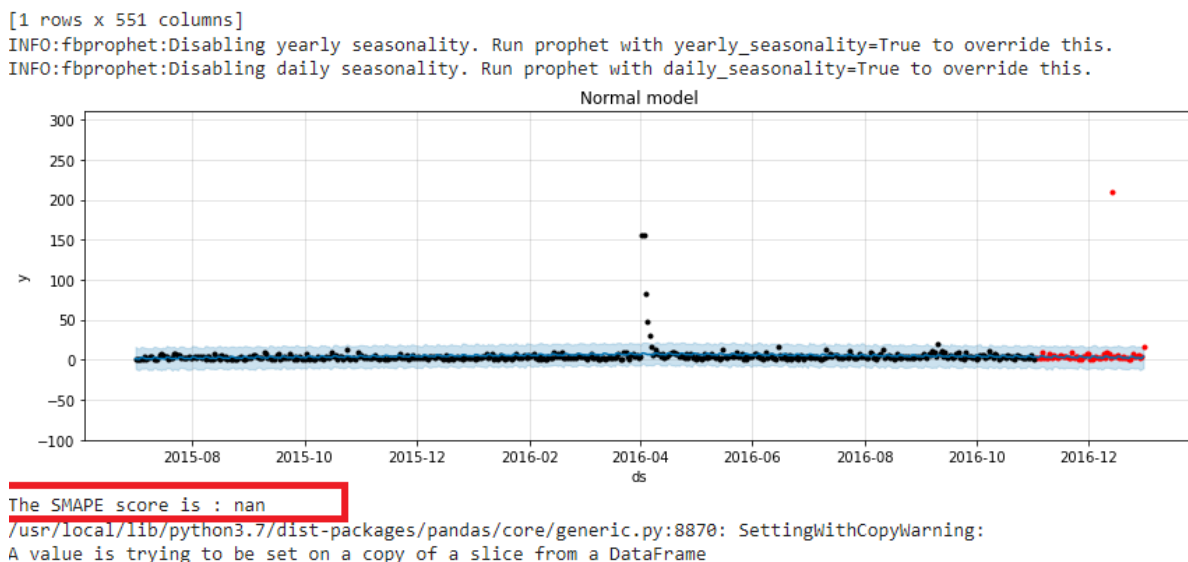 [1 rows x 551 columns]
INFO:fbprophet:Disabling yearly seasonality. Run prophet with yearly_seasonality=True to override this.
INFO:fbprophet:Disabling daily seasonality. Run prophet with daily_seasonality=True to override this.
Normal model
300
250
200
150
100
50
0
−50
−100
y
2015-08 2015-10 2015-12 2016-02 2016-04 2016-06 2016-08 2016-10 2016-12
ds
The SMAPE score is : nan
/usr/local/lib/python3.7/dist-packages/pandas/core/generic.py:8870: SettingWithCopyWarning:
A value is trying to be set on a copy of a slice from a DataFrame